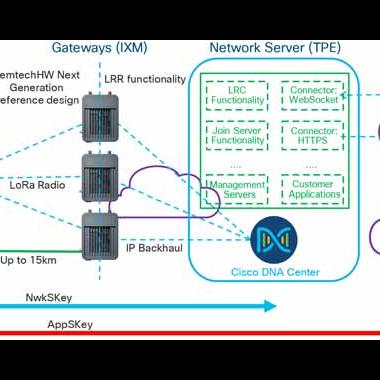 Gateways (IXM)
Network Server (TPE)
emtechHW Next
Generation
eference design
LRR functionality
LRC
Functionality
Connector:
WebSocket
Join Server
Functionality
Connector:
HTTPS
....
....
Management
Servers
Customer
Applications
LoRa Radio
Up to 15km
IP Backhaul
Cisco DNA Center
NwkSKey
AppSKey